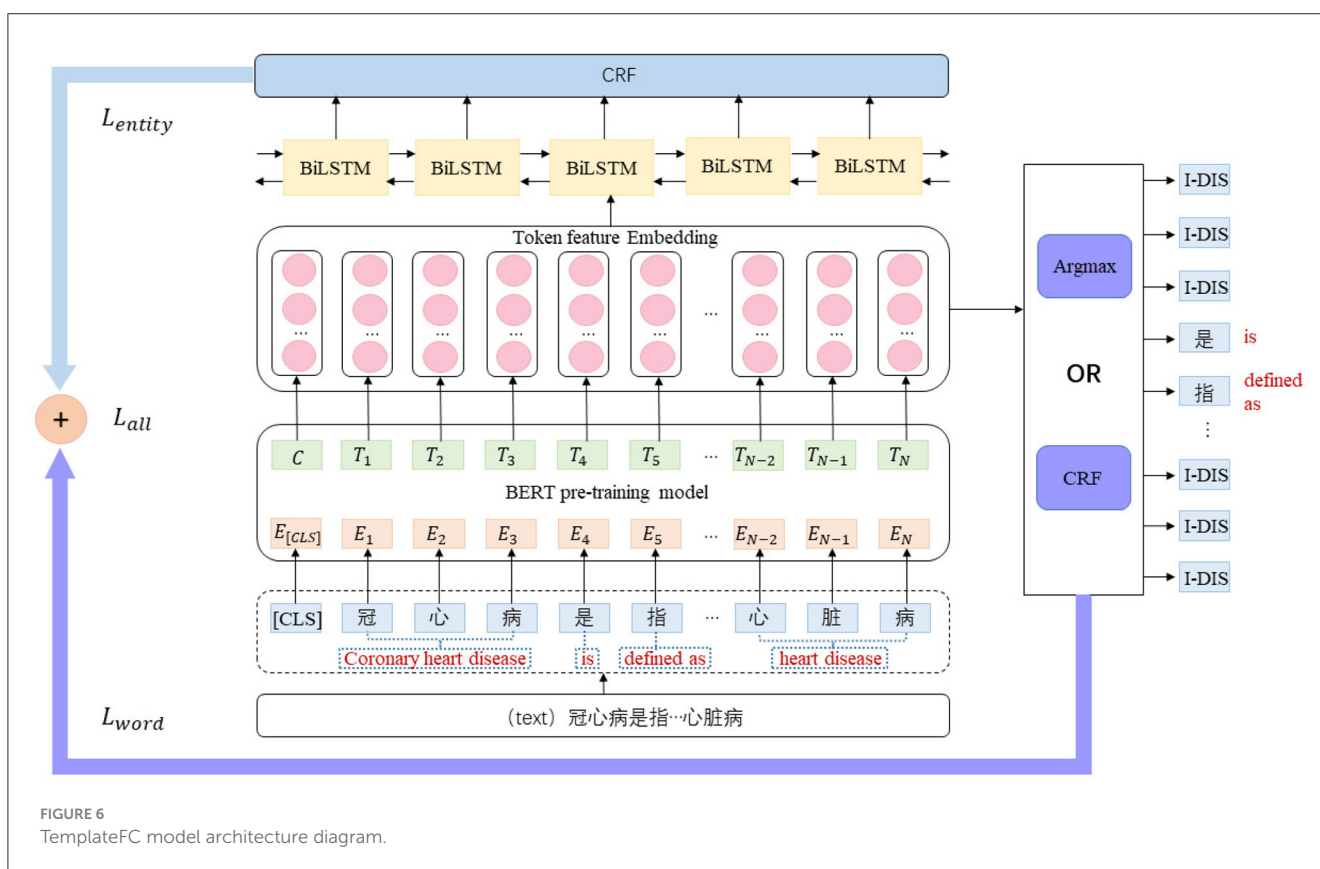 CRF
L_entity
BiLSTM BiLSTM BiLSTM BiLSTM BiLSTM
Token feature Embedding
... ... ... ... ... ... ... ... ... ...
+
L_all
C T_1 T_2 T_3 T_4 T_5 ... T_{N-2} T_{N-1} T_N
BERT pre-training model
E_[CLS] E_1 E_2 E_3 E_4 E_5 ... E_{N-2} E_{N-1} E_N
[CLS] 冠 心 病 是 指 ... 心 脏 病
Coronary heart disease is defined as heart disease
L_word
（text）冠心病是指…心脏病
Argmax
OR
CRF
I-DIS
I-DIS
I-DIS
是 is
指 defined
as
⋮
I-DIS
I-DIS
I-DIS
FIGURE 6
TemplateFC model architecture diagram.